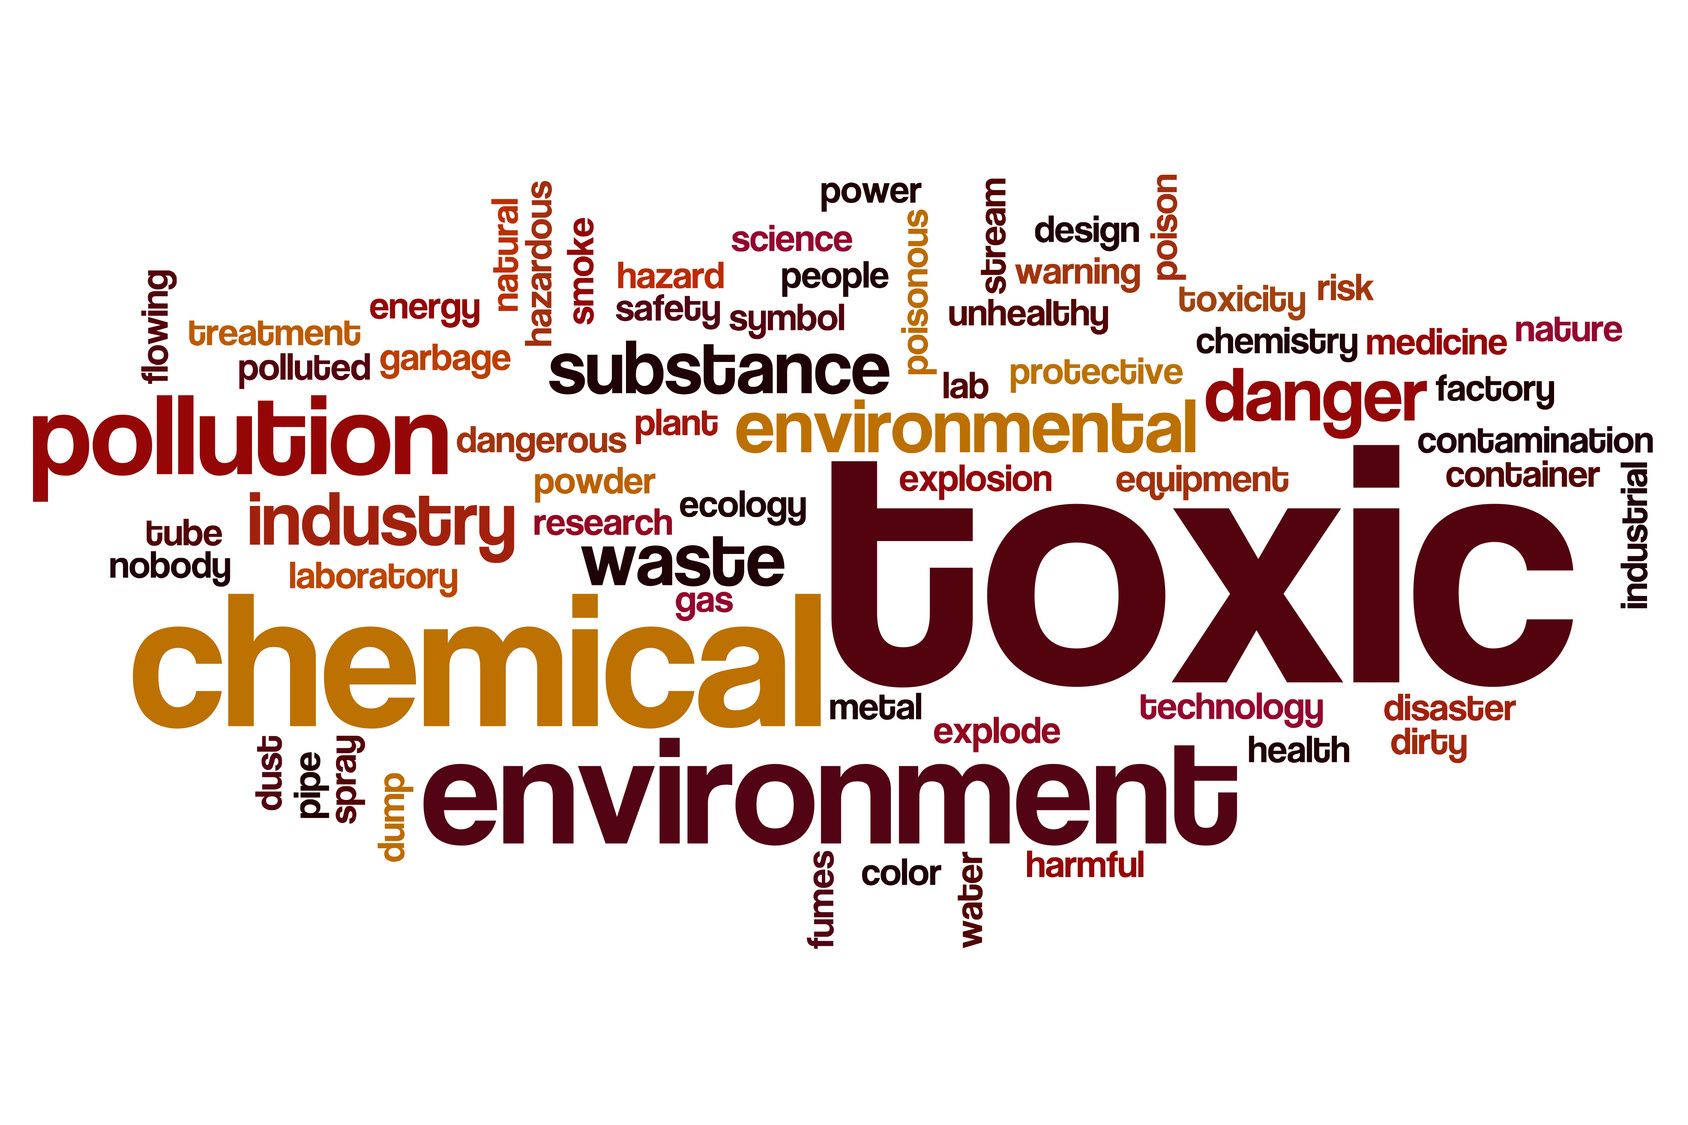 power
science
people
hazard
safety
symbol
natural
hazardous
smoke
poisonous
stream
design
warning
unhealthy
poison
toxicity
risk
chemistry
medicine
nature
flowing
treatment
energy
polluted
garbage
substance
lab
protective
danger
factory
pollution
dangerous
plant
environmental
contamination
container
industrial
powder
explosion
equipment
industry
research
ecology
tube
nobody
laboratory
waste
gas
toxic
chemical
metal
explode
technology
disaster
dirty
health
dust
pipe
spray
dump
environment
fumes
color
water
harmful